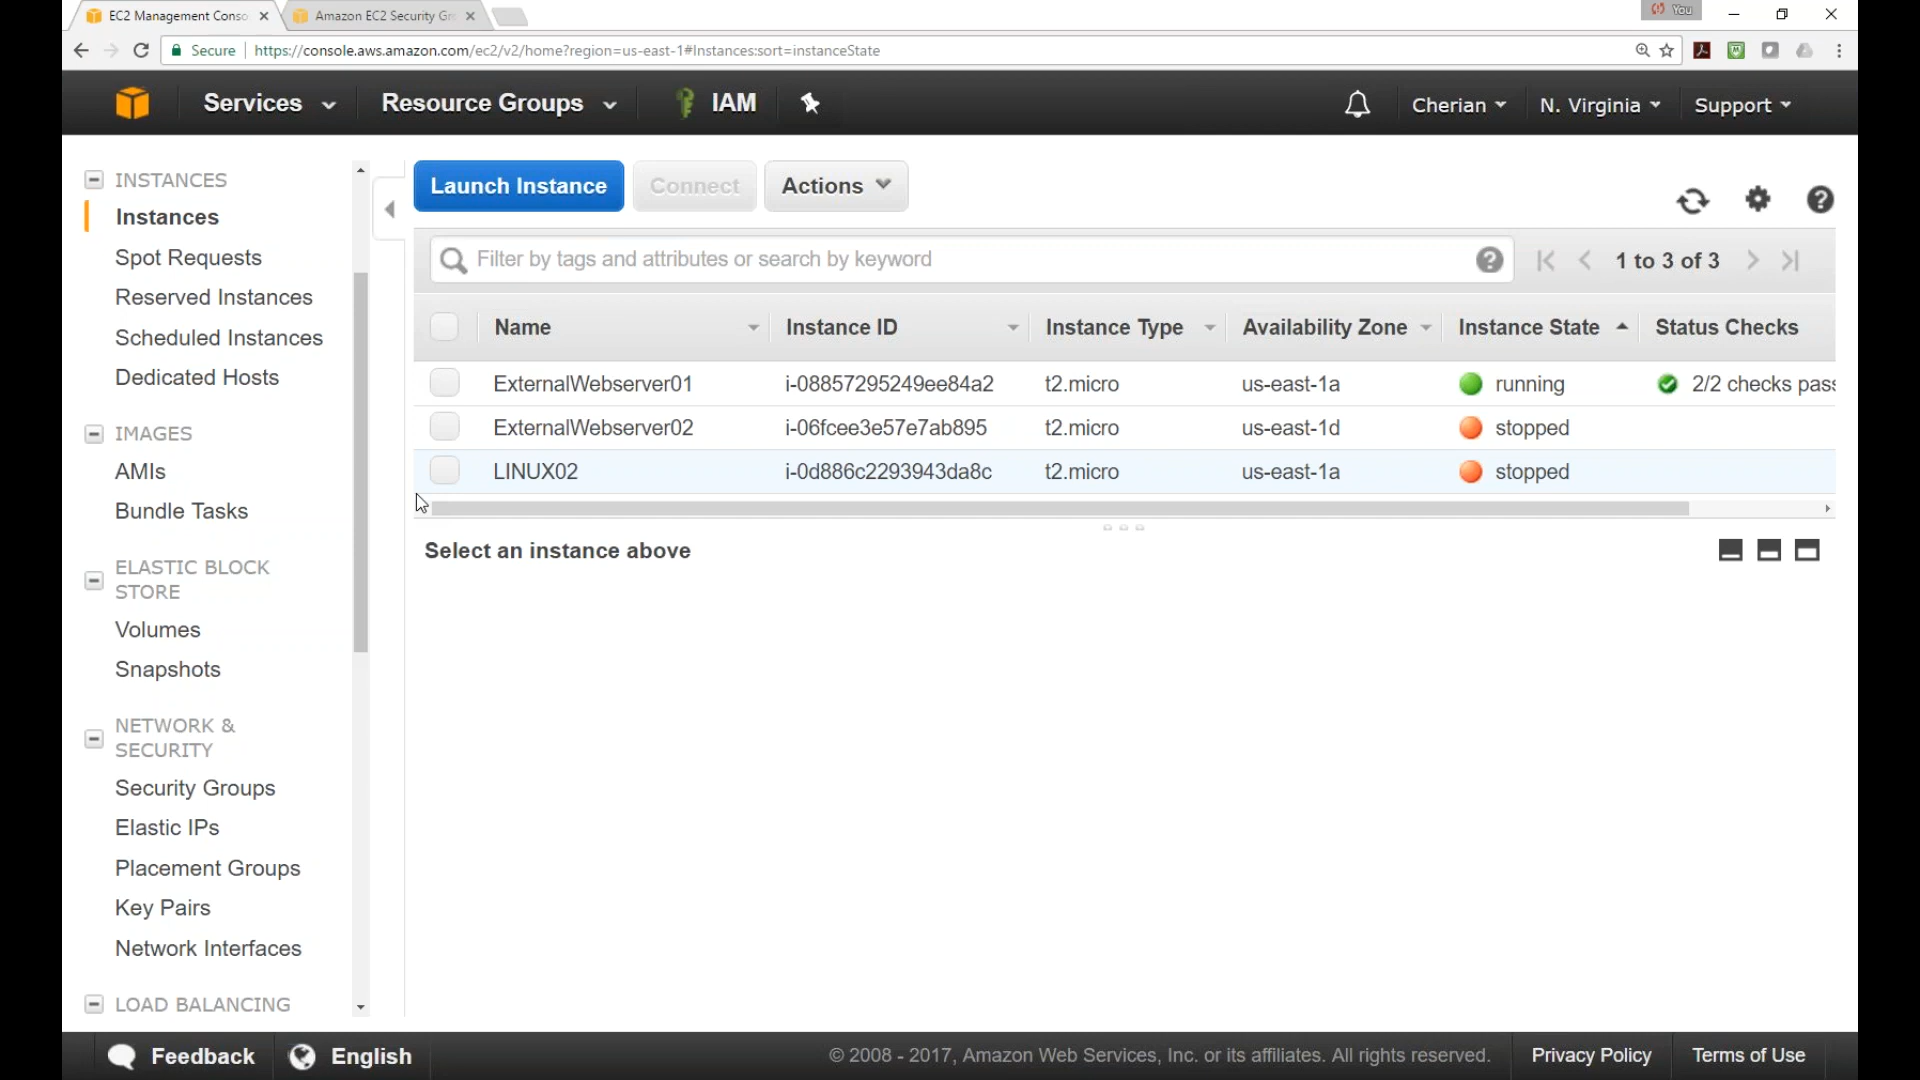 EC2 Management Conso
Amazon EC2 Security Gr
You
Secure
https://console.aws.amazon.com/ec2/v2/home?region=us-east-1#Instances:sort=instanceState
Services
Resource Groups
IAM
Cherian
N. Virginia
Support
INSTANCES
Instances
Spot Requests
Reserved Instances
Scheduled Instances
Dedicated Hosts
IMAGES
AMIs
Bundle Tasks
ELASTIC BLOCK
STORE
Volumes
Snapshots
NETWORK &
SECURITY
Security Groups
Elastic IPs
Placement Groups
Key Pairs
Network Interfaces
LOAD BALANCING
Launch Instance
Connect
Actions
Filter by tags and attributes or search by keyword
1 to 3 of 3
Name Instance ID Instance Type Availability Zone Instance State Status Checks
ExternalWebserver01 i-08857295249ee84a2 t2.micro us-east-1a running 2/2 checks pass
ExternalWebserver02 i-06fcee3e57e7ab895 t2.micro us-east-1d stopped
LINUX02 i-0d886c2293943da8c t2.micro us-east-1a stopped
Select an instance above
Feedback
English
© 2008 - 2017, Amazon Web Services, Inc. or its affiliates. All rights reserved.
Privacy Policy
Terms of Use